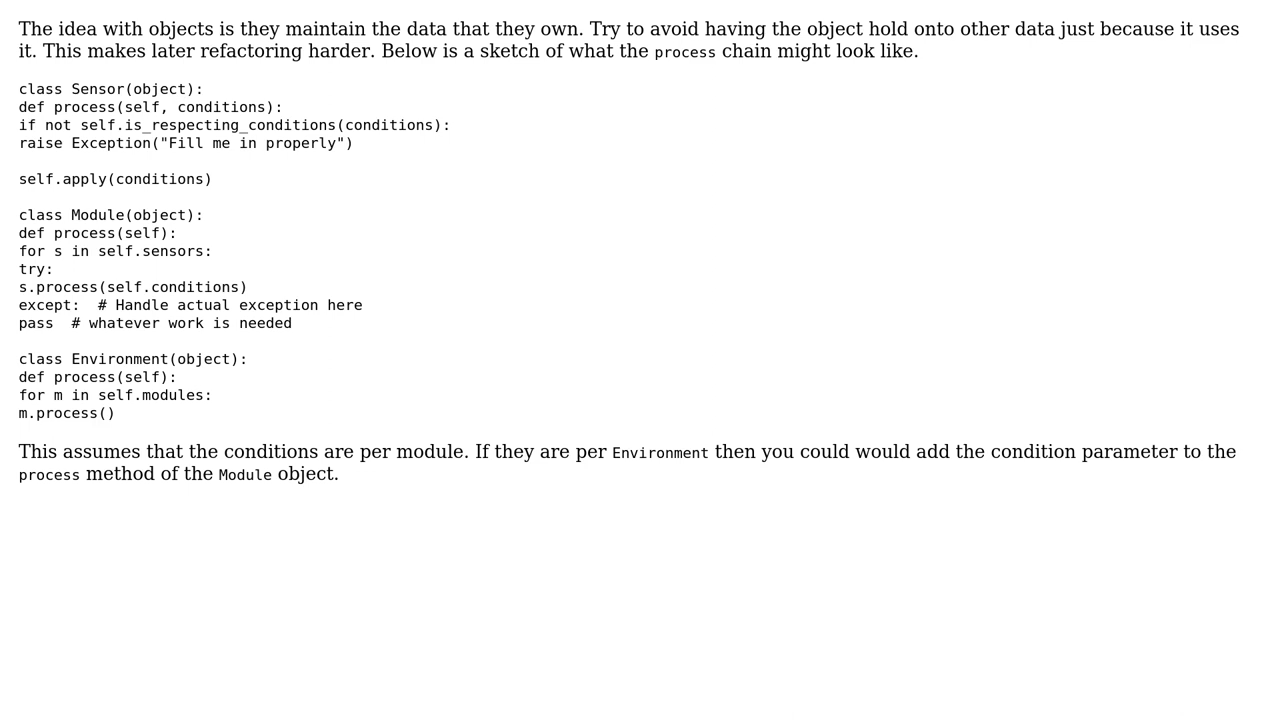 The idea with objects is they maintain the data that they own. Try to avoid having the object hold onto other data just because it uses
it. This makes later refactoring harder. Below is a sketch of what the process chain might look like.
class Sensor(object):
def process(self, conditions):
if not self.is_respecting_conditions(conditions):
raise Exception("Fill me in properly")
self.apply(conditions)
class Module(object):
def process(self):
for s in self.sensors:
try:
s.process(self.conditions)
except:  # Handle actual exception here
pass  # whatever work is needed
class Environment(object):
def process(self):
for m in self.modules:
m.process()
This assumes that the conditions are per module. If they are per Environment then you could would add the condition parameter to the
process method of the Module object.